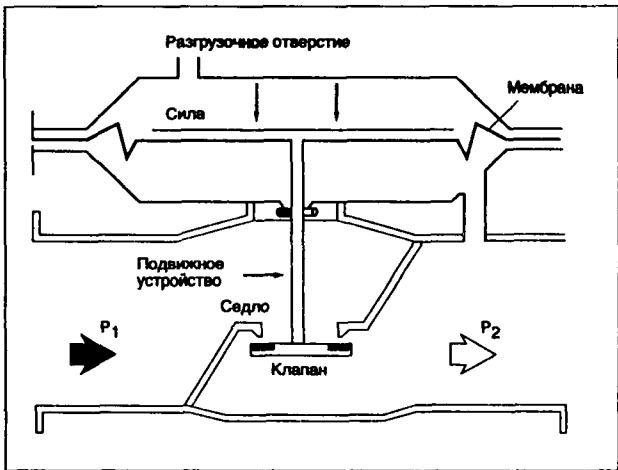 Разгрузочное отверстие
Мембрана
Сила
Подвижное
устройство
Седло
P1
P2
Клапан